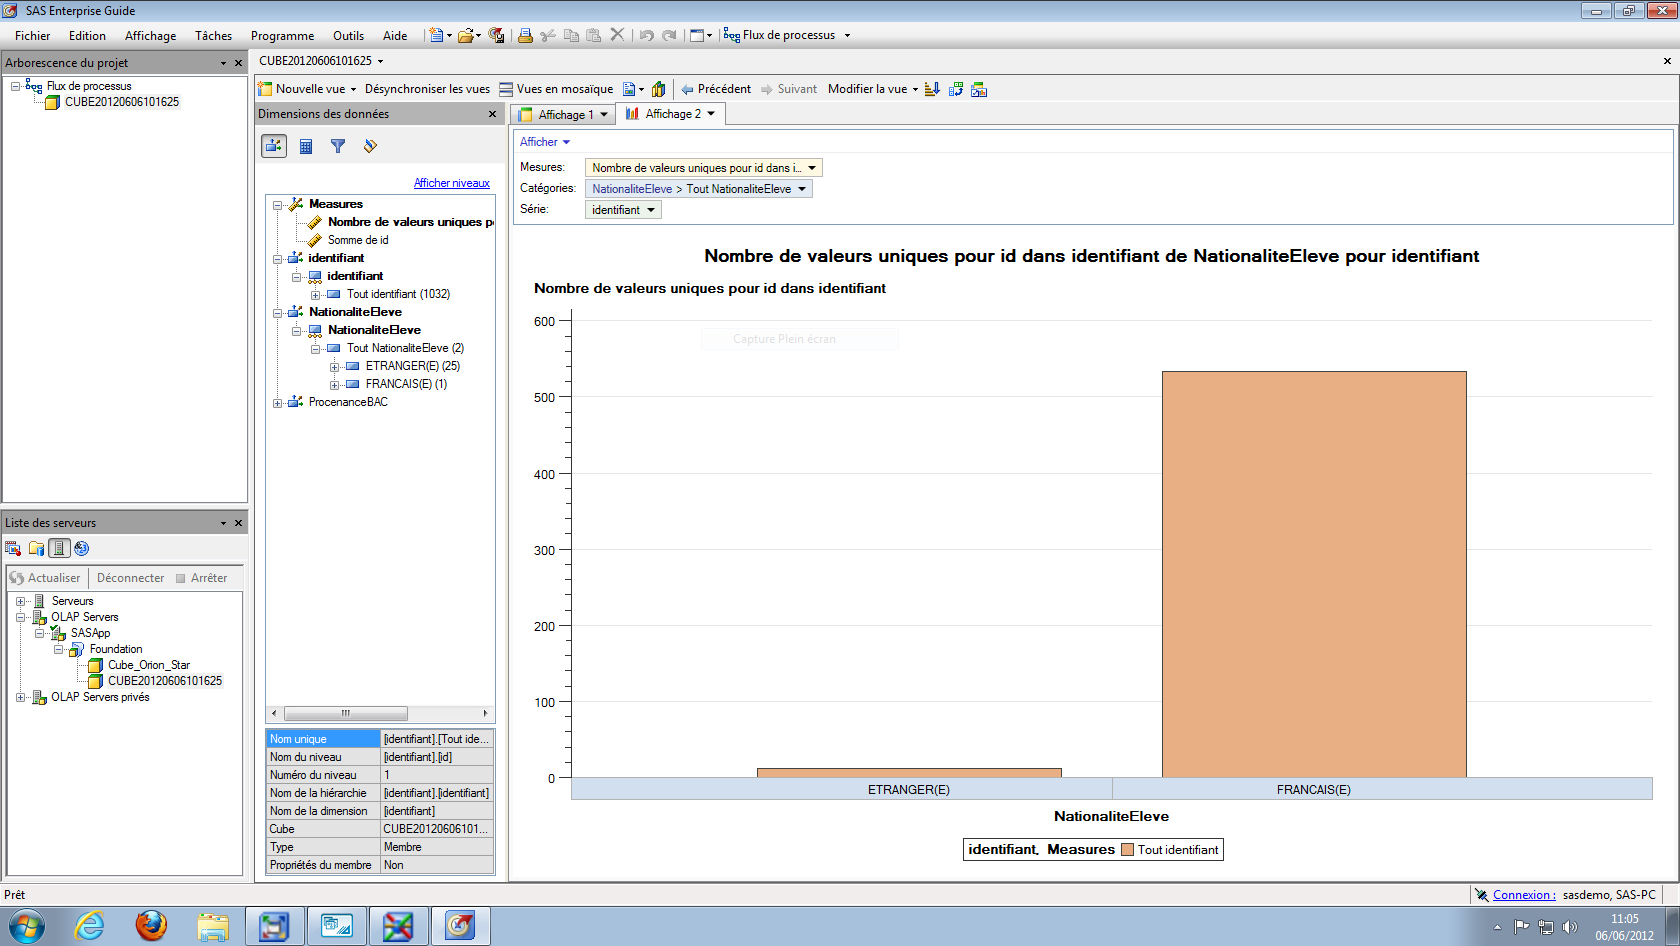 SAS Enterprise Guide
Fichier Edition Affichage Tâches Programme Outils Aide Flux de processus
Arborescence du projet
Flux de processus
CUBE20120606101625
CUBE20120606101625
Nouvelle vue Désynchroniser les vues Vues en mosaïque Précédent Suivant Modifier la vue
Dimensions des données
Afficher niveaux
Measures
Nombre de valeurs uniques po
Somme de id
identifiant
identifiant
Tout identifiant (1032)
NationaliteEleve
NationaliteEleve
Tout NationaliteEleve (2)
ETRANGER(E) (25)
FRANCAIS(E) (1)
ProcenanceBAC
Nom unique [identifiant].[Tout ide...
Nom du niveau [identifiant].[id]
Numéro du niveau 1
Nom de la hiérarchie [identifiant].[identifiant]
Nom de la dimension [identifiant]
Cube CUBE20120606101...
Type Membre
Propriétés du membre Non
Affichage 1 Affichage 2
Afficher
Mesures: Nombre de valeurs uniques pour id dans i...
Catégories: NationaliteEleve > Tout NationaliteEleve
Série: identifiant
Nombre de valeurs uniques pour id dans identifiant de NationaliteEleve pour identifiant
Nombre de valeurs uniques pour id dans identifiant
Capture Plein écran
600
500
400
300
200
100
0
ETRANGER(E) FRANCAIS(E)
NationaliteEleve
identifiant, Measures Tout identifiant
Liste des serveurs
Actualiser Déconnecter Arrêter
Serveurs
OLAP Servers
SASApp
Foundation
Cube_Orion_Star
CUBE20120606101625
OLAP Servers privés
Prêt
Connexion : sasdemo, SAS-PC
11:05
06/06/2012